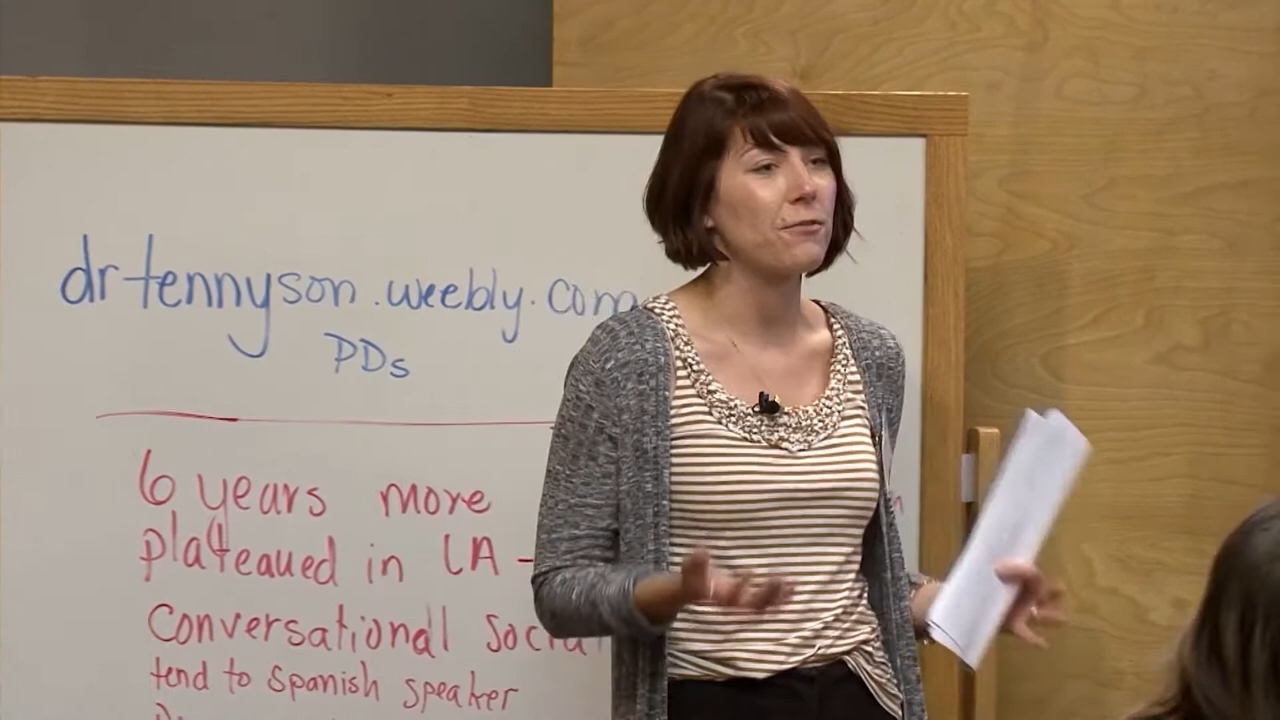 drtennyson.weebly.com
PDs
6 years more
plateaued in LA -
Conversational
tend to Spanish speaker